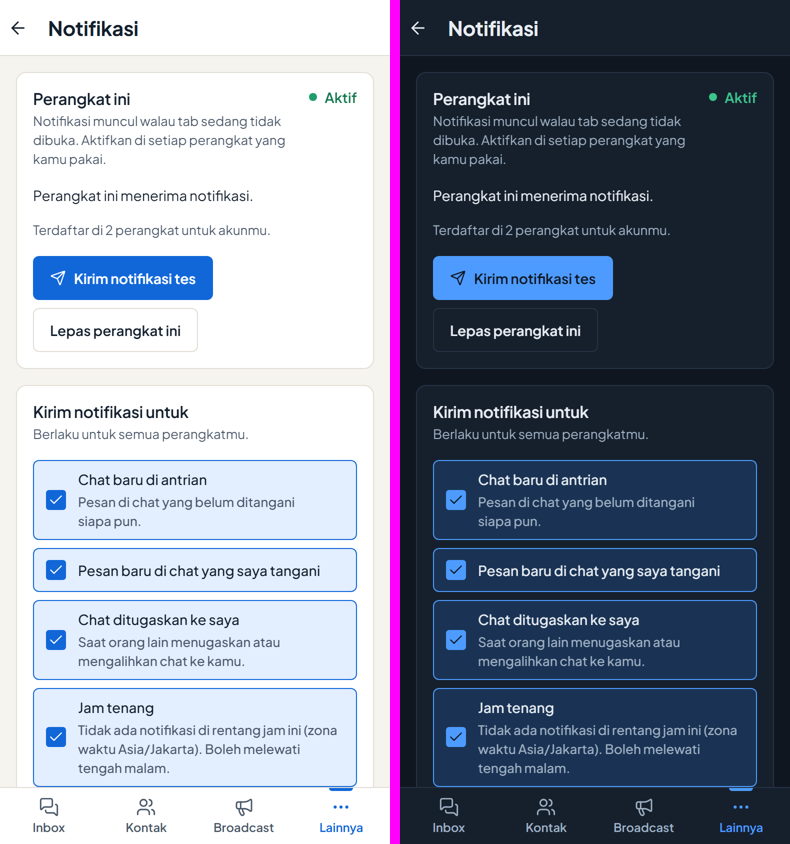 Notifikasi
Perangkat ini
Aktif
Notifikasi muncul walau tab sedang tidak
dibuka. Aktifkan di setiap perangkat yang
kamu pakai.
Perangkat ini menerima notifikasi.
Terdaftar di 2 perangkat untuk akunmu.
Kirim notifikasi tes
Lepas perangkat ini
Kirim notifikasi untuk
Berlaku untuk semua perangkatmu.
Chat baru di antrian
Pesan di chat yang belum ditangani
siapa pun.
Pesan baru di chat yang saya tangani
Chat ditugaskan ke saya
Saat orang lain menugaskan atau
mengalihkan chat ke kamu.
Jam tenang
Tidak ada notifikasi di rentang jam ini (zona
waktu Asia/Jakarta). Boleh melewati
tengah malam.
Inbox
Kontak
Broadcast
Lainnya
Notifikasi
Perangkat ini
Aktif
Notifikasi muncul walau tab sedang tidak
dibuka. Aktifkan di setiap perangkat yang
kamu pakai.
Perangkat ini menerima notifikasi.
Terdaftar di 2 perangkat untuk akunmu.
Kirim notifikasi tes
Lepas perangkat ini
Kirim notifikasi untuk
Berlaku untuk semua perangkatmu.
Chat baru di antrian
Pesan di chat yang belum ditangani
siapa pun.
Pesan baru di chat yang saya tangani
Chat ditugaskan ke saya
Saat orang lain menugaskan atau
mengalihkan chat ke kamu.
Jam tenang
Tidak ada notifikasi di rentang jam ini (zona
waktu Asia/Jakarta). Boleh melewati
tengah malam.
Inbox
Kontak
Broadcast
Lainnya